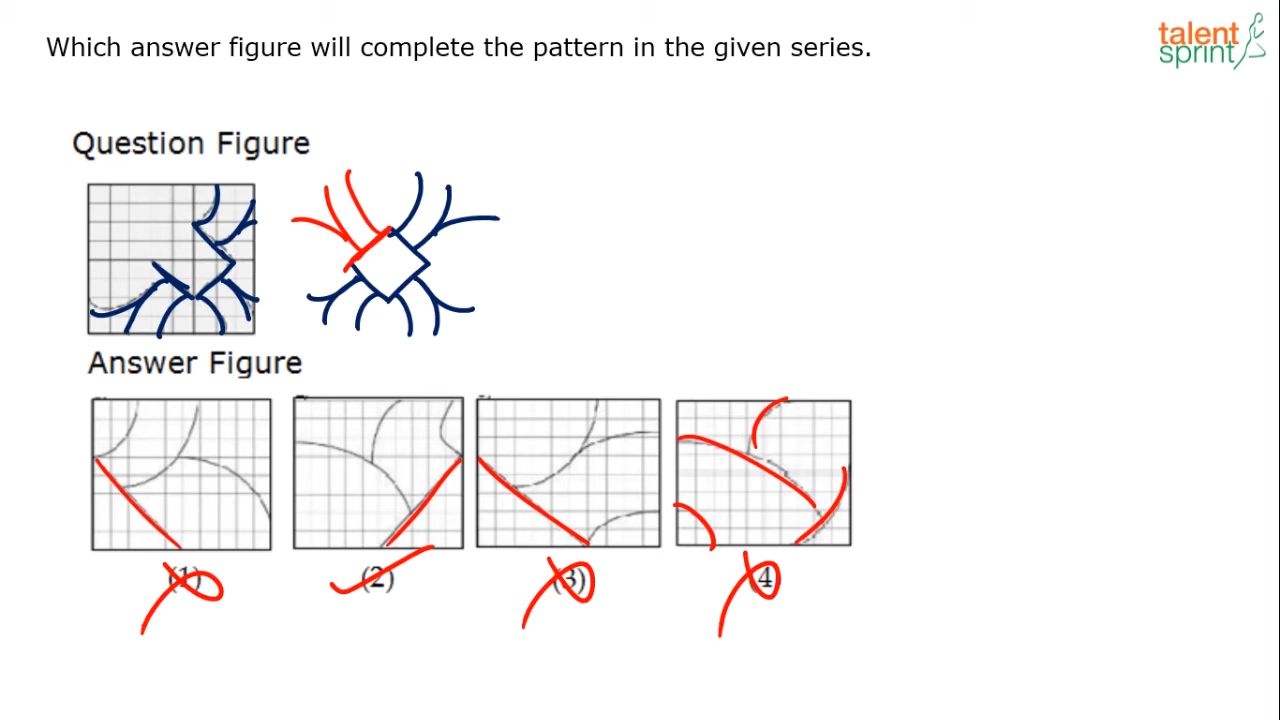 Which answer figure will complete the pattern in the given series.
talent
sprint
Question Figure
Answer Figure
(1)
(2)
(3)
(4